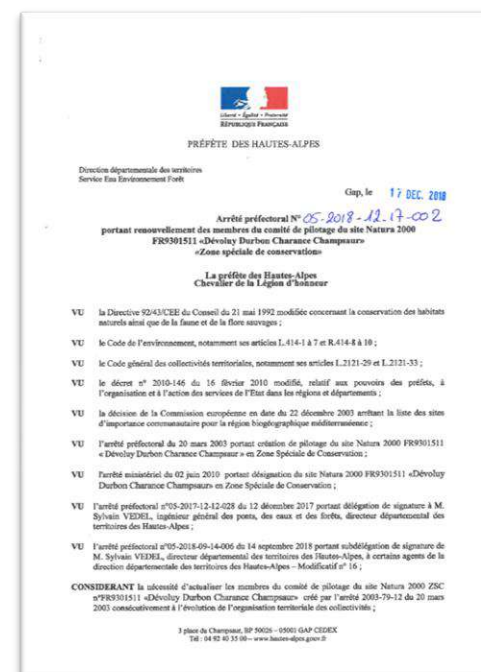 Liberté • Égalité • Fraternité
RÉPUBLIQUE FRANÇAISE
PRÉFÈTE DES HAUTES-ALPES
Direction départementale des territoires
Service Eau Environnement Forêt
Gap, le 17 DEC. 2018
Arrêté préfectoral N° 05-2018-12-17-002
portant renouvellement des membres du comité de pilotage du site Natura 2000
FR9301511 «Dévoluy Durbon Charance Champsaur»
«Zone spéciale de conservation»
La préfète des Hautes-Alpes
Chevalier de la Légion d'honneur
VU la Directive 92/43/CEE du Conseil du 21 mai 1992 modifiée concernant la conservation des habitats
naturels ainsi que de la faune et de la flore sauvages ;
VU le Code de l'environnement, notamment ses articles L.414-1 à 7 et R.414-8 à 10 ;
VU le Code général des collectivités territoriales, notamment ses articles L.2121-29 et L.2121-33 ;
VU le décret n° 2010-146 du 16 février 2010 modifié, relatif aux pouvoirs des préfets, à
l'organisation et à l'action des services de l'Etat dans les régions et départements ;
VU la décision de la Commission européenne en date du 22 décembre 2003 arrêtant la liste des sites
d'importance communautaire pour la région biogéographique méditerranéenne ;
VU l'arrêté préfectoral du 20 mars 2003 portant création de pilotage du site Natura 2000 FR9301511
« Dévoluy Durbon Charance Champsaur » en Zone Spéciale de Conservation ;
VU l'arrêté ministériel du 02 juin 2010 portant désignation du site Natura 2000 FR9301511 «Dévoluy
Durbon Charance Champsaur» en Zone Spéciale de Conservation ;
VU l'arrêté préfectoral n°05-2017-12-12-028 du 12 décembre 2017 portant délégation de signature à M.
Sylvain VEDEL, ingénieur général des ponts, des eaux et des forêts, directeur départemental des
territoires des Hautes-Alpes ;
VU l'arrêté préfectoral n°05-2018-09-14-006 du 14 septembre 2018 portant subdélégation de signature de
M. Sylvain VEDEL, directeur départemental des territoires des Hautes-Alpes, à certains agents de la
direction départementale des territoires des Hautes-Alpes – Modificatif n° 16 ;
CONSIDERANT la nécessité d'actualiser les membres du comité de pilotage du site Natura 2000 ZSC
n°FR9301511 «Dévoluy Durbon Charance Champsaur» créé par l'arrêté 2003-79-12 du 20 mars
2003 consécutivement à l'évolution de l'organisation territoriale des collectivités ;
3 place du Champsaur, BP 50026 – 05001 GAP CEDEX
Tél : 04 92 40 35 00 – www.hautes-alpes.gouv.fr